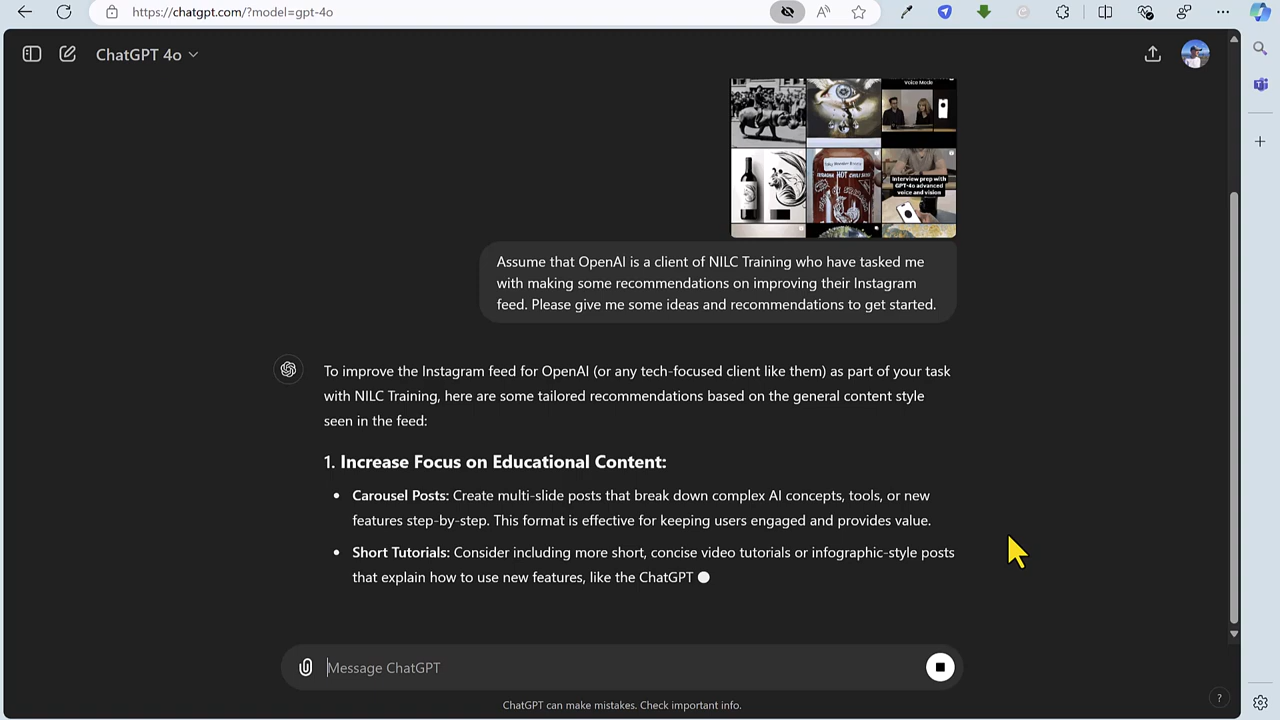 https://chatgpt.com/?model=gpt-4o
ChatGPT 4o
Voice Mode
HOT CHILI SAUCE
Interview prep with
GPT-4o advanced
voice and vision
Assume that OpenAI is a client of NILC Training who have tasked me
with making some recommendations on improving their Instagram
feed. Please give me some ideas and recommendations to get started.
To improve the Instagram feed for OpenAI (or any tech-focused client like them) as part of your task
with NILC Training, here are some tailored recommendations based on the general content style
seen in the feed:
1. Increase Focus on Educational Content:
• Carousel Posts: Create multi-slide posts that break down complex AI concepts, tools, or new
features step-by-step. This format is effective for keeping users engaged and provides value.
• Short Tutorials: Consider including more short, concise video tutorials or infographic-style posts
that explain how to use new features, like the ChatGPT
Message ChatGPT
ChatGPT can make mistakes. Check important info.
?